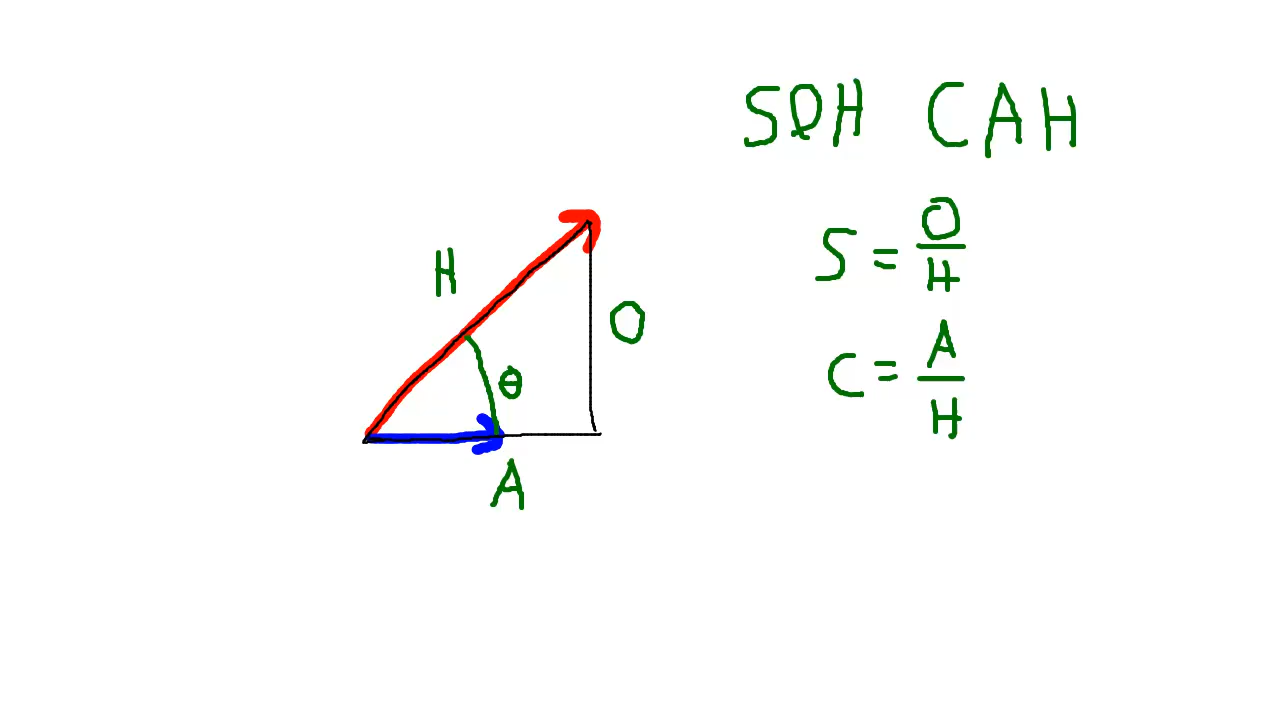 SOH CAH
S = O/H
H
O
C = A/H
θ
A